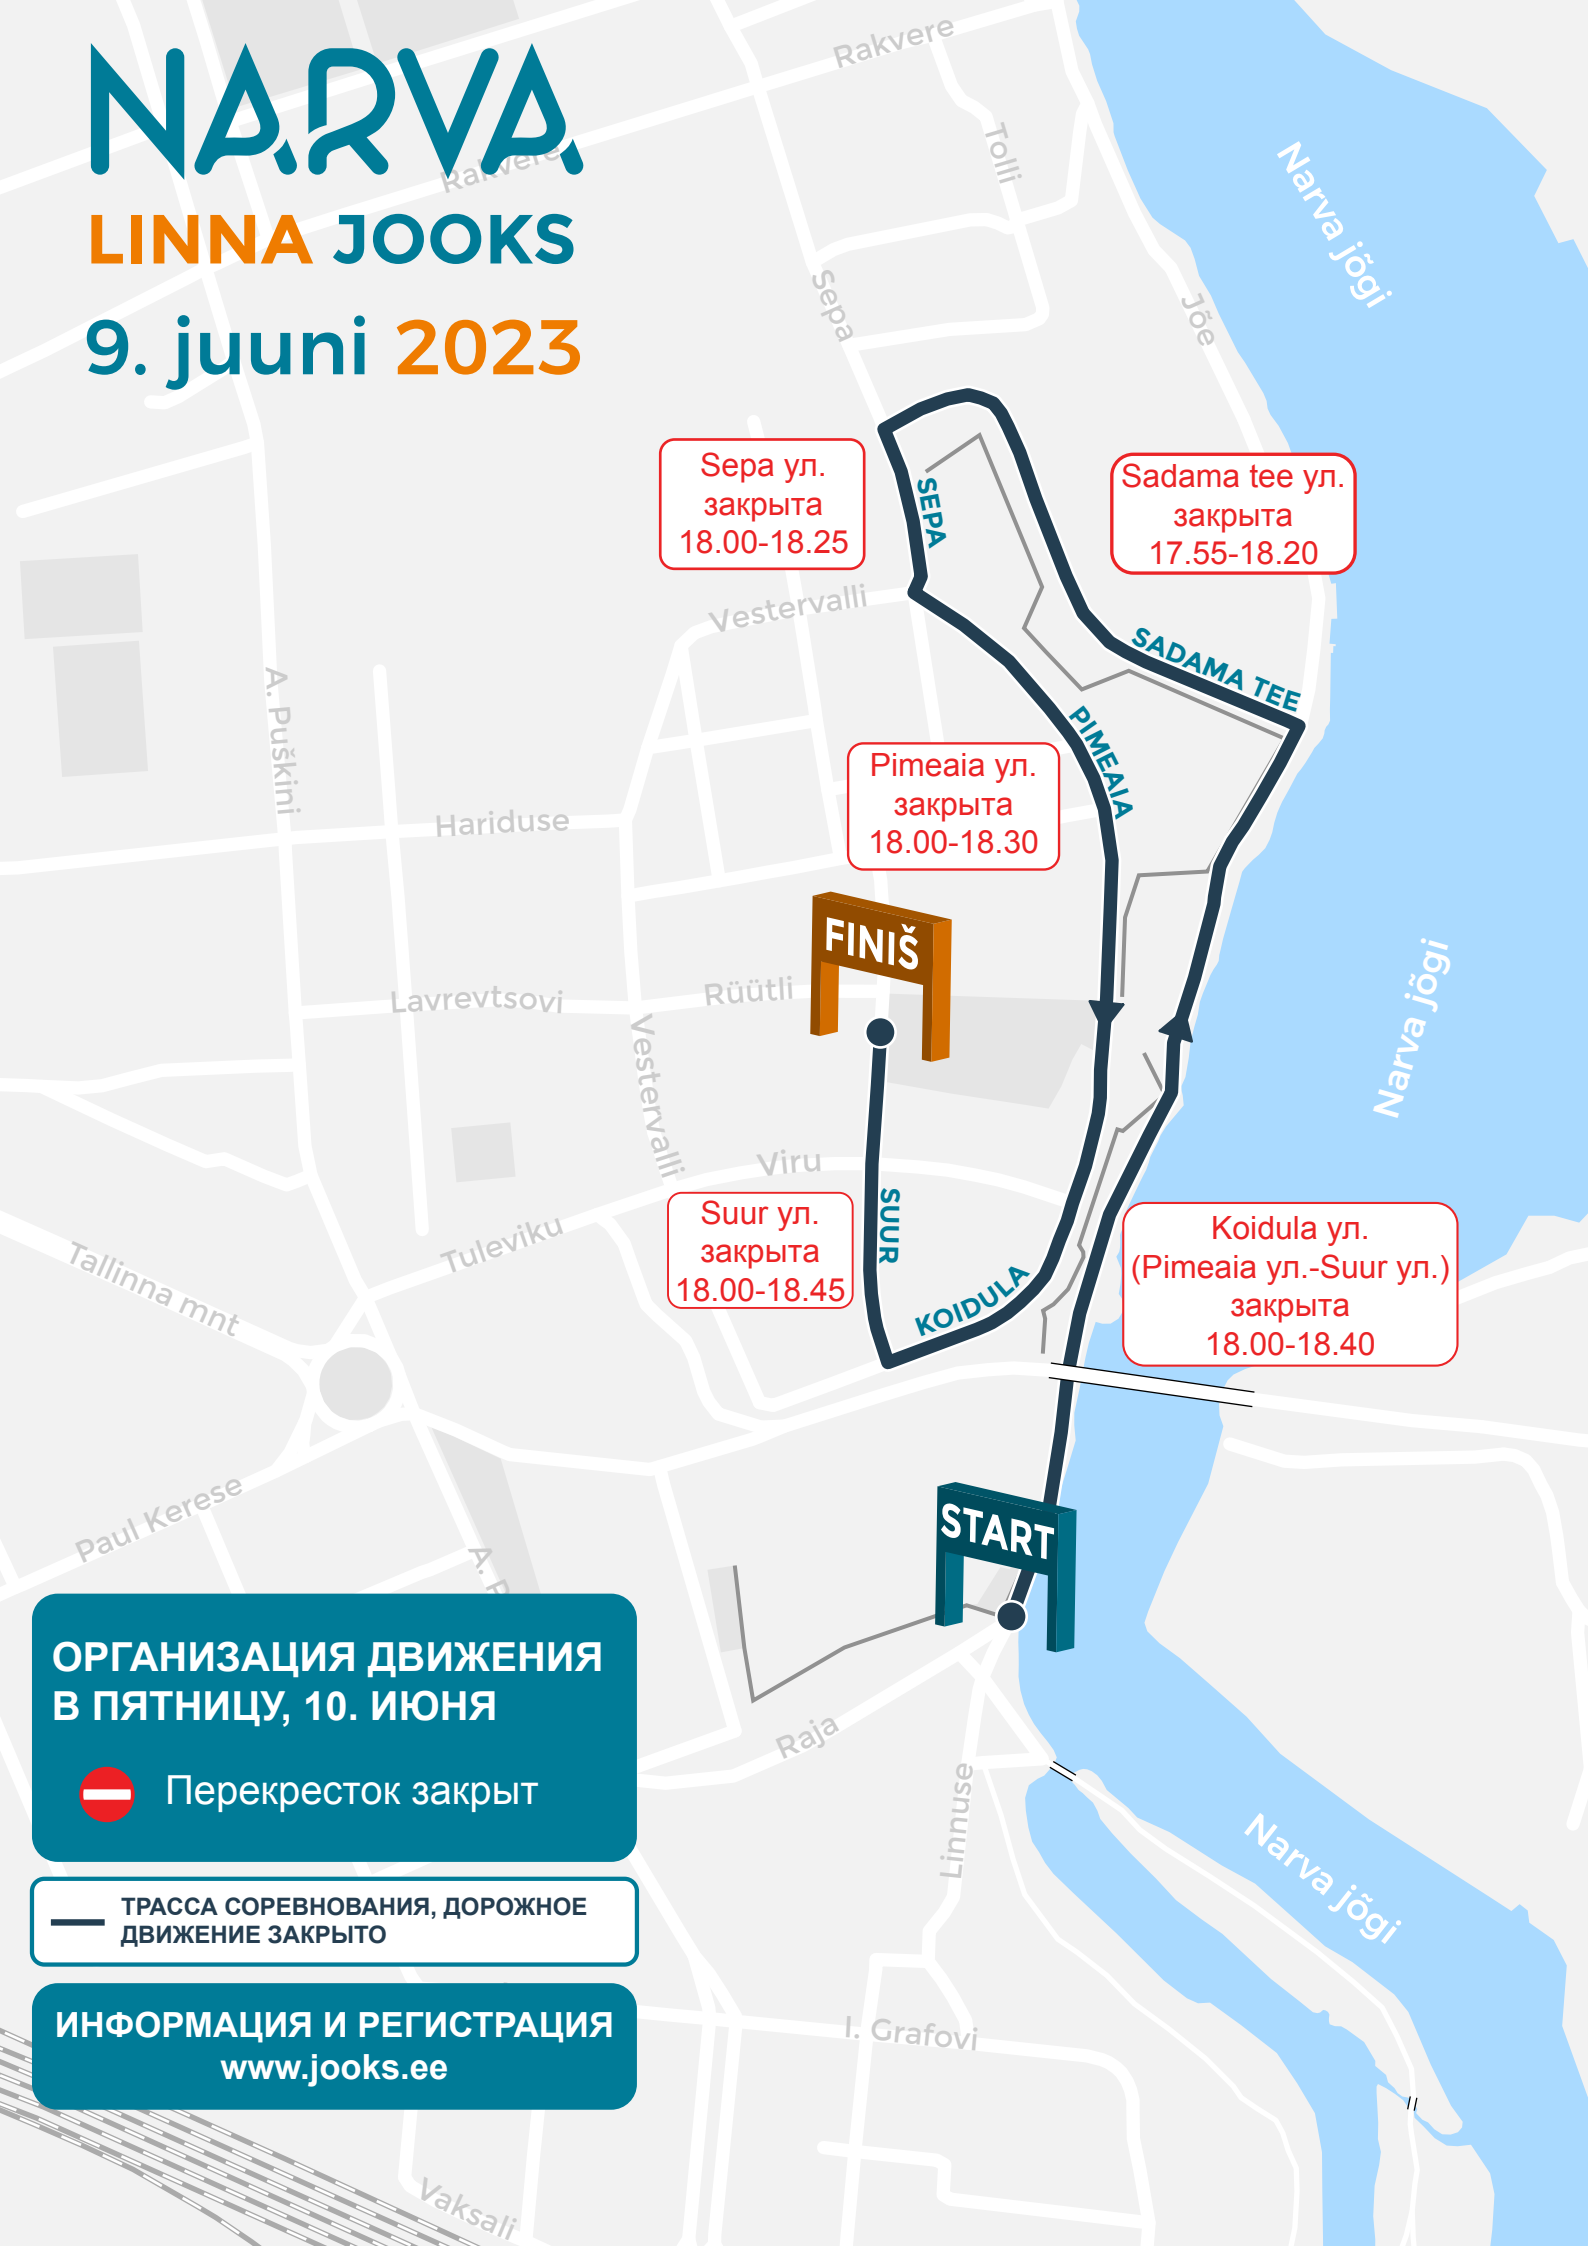 NARVA
LINNA JOOKS
9. juuni 2023
Rakvere
Rakvere
Tolli
Sepa
Jõe
Narva jõgi
Sepa ул.
закрыта
18.00-18.25
Sadama tee ул.
закрыта
17.55-18.20
SEPA
Vestervalli
SADAMA TEE
A. Puškini
PIMEAIA
Pimeaia ул.
закрыта
18.00-18.30
Hariduse
FINIŠ
Lavrevtsovi
Rüütli
Narva jõgi
Vestervalli
Viru
Suur ул.
закрыта
18.00-18.45
SUUR
Koidula ул.
(Pimeaia ул.-Suur ул.)
закрыта
18.00-18.40
Tuleviku
Tallinna mnt
KOIDULA
Paul Kerese
START
A. P
ОРГАНИЗАЦИЯ ДВИЖЕНИЯ
В ПЯТНИЦУ, 10. ИЮНЯ
Перекресток закрыт
Raja
Linnuse
Narva jõgi
ТРАССА СОРЕВНОВАНИЯ, ДОРОЖНОЕ
ДВИЖЕНИЕ ЗАКРЫТО
ИНФОРМАЦИЯ И РЕГИСТРАЦИЯ
www.jooks.ee
I. Grafovi
Vaksali